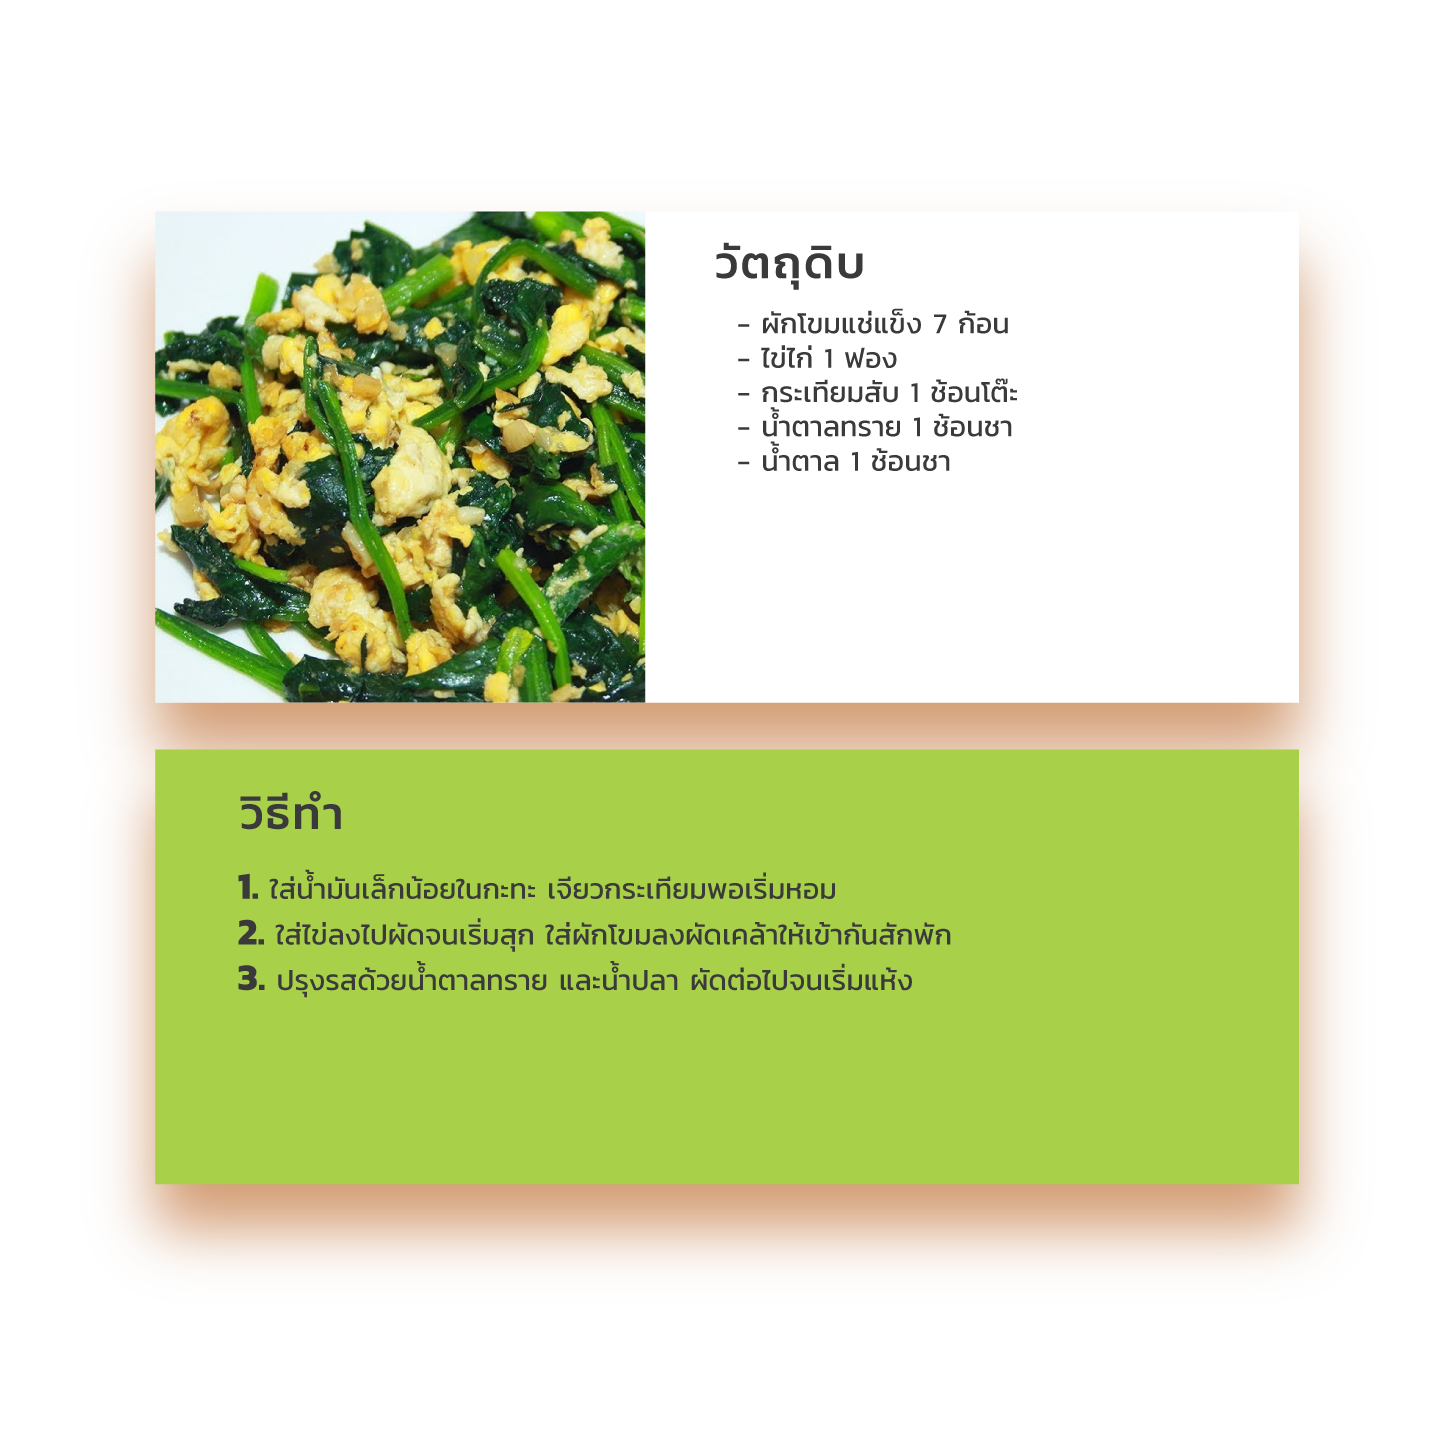 วัตถุดิบ
- ผักโขมแช่แข็ง 7 ก้อน
- ไข่ไก่ 1 ฟอง
- กระเทียมสับ 1 ช้อนโต๊ะ
- น้ำตาลทราย 1 ช้อนชา
- น้ำตาล 1 ช้อนชา
วิธีทำ
1. ใส่น้ำมันเล็กน้อยในกะทะ เจียวกระเทียมพอเริ่มหอม
2. ใส่ไข่ลงไปผัดจนเริ่มสุก ใส่ผักโขมลงผัดเคล้าให้เข้ากันสักพัก
3. ปรุงรสด้วยน้ำตาลทราย และน้ำปลา ผัดต่อไปจนเริ่มแห้ง